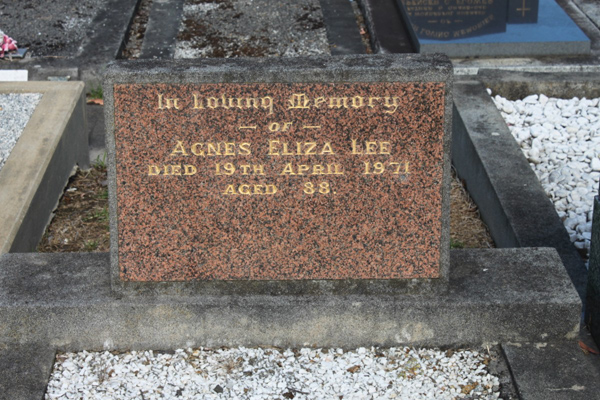 In Loving Memory
— OF —
AGNES ELIZA LEE
DIED 19TH APRIL 1971
AGED 88.